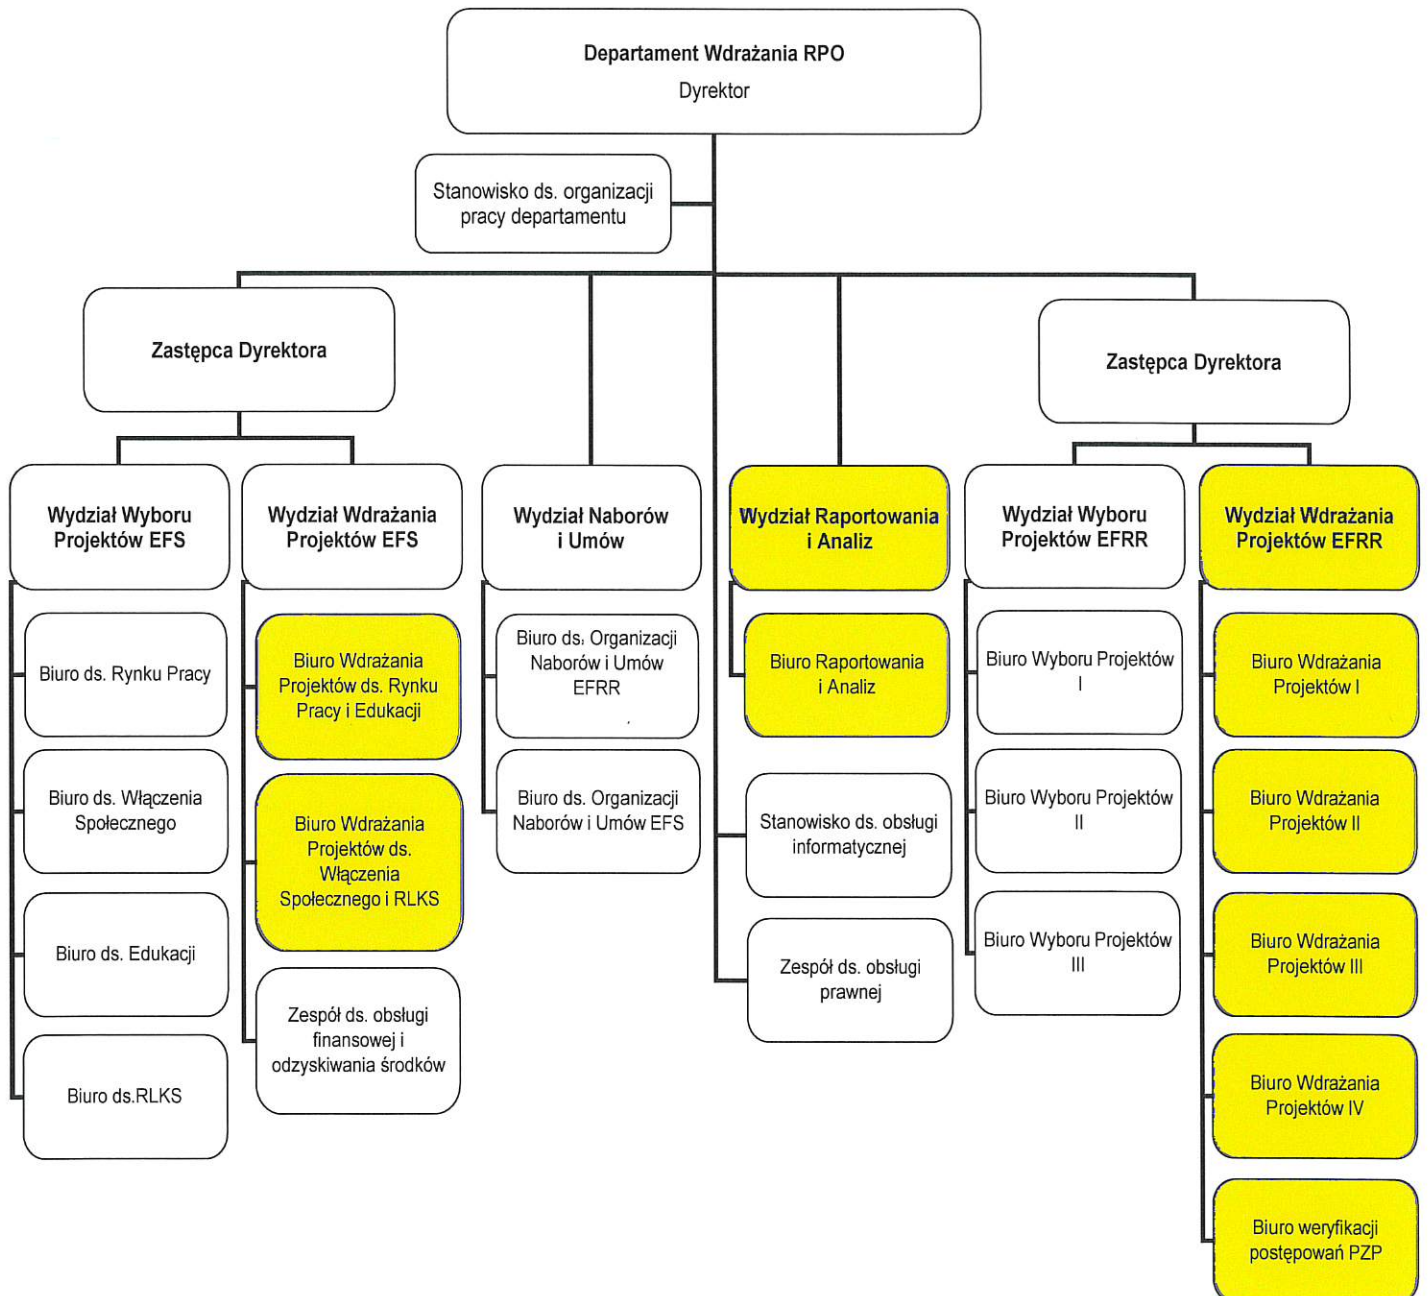 Departament Wdrażania RPO
Dyrektor
Stanowisko ds. organizacji
pracy departamentu
Zastępca Dyrektora
Zastępca Dyrektora
Wydział Wyboru
Projektów EFS
Biuro ds. Rynku Pracy
Biuro ds. Włączenia
Społecznego
Biuro ds. Edukacji
Biuro ds.RLKS
Wydział Wdrażania
Projektów EFS
Biuro Wdrażania
Projektów ds. Rynku
Pracy i Edukacji
Biuro Wdrażania
Projektów ds.
Włączenia
Społecznego i RLKS
Zespół ds. obsługi
finansowej i
odzyskiwania środków
Wydział Naborów
i Umów
Biuro ds. Organizacji
Naborów i Umów
EFRR
Biuro ds. Organizacji
Naborów i Umów EFS
Wydział Raportowania
i Analiz
Biuro Raportowania
i Analiz
Stanowisko ds. obsługi
informatycznej
Zespół ds. obsługi
prawnej
Wydział Wyboru
Projektów EFRR
Biuro Wyboru Projektów
I
Biuro Wyboru Projektów
II
Biuro Wyboru Projektów
III
Wydział Wdrażania
Projektów EFRR
Biuro Wdrażania
Projektów I
Biuro Wdrażania
Projektów II
Biuro Wdrażania
Projektów III
Biuro Wdrażania
Projektów IV
Biuro weryfikacji
postępowań PZP